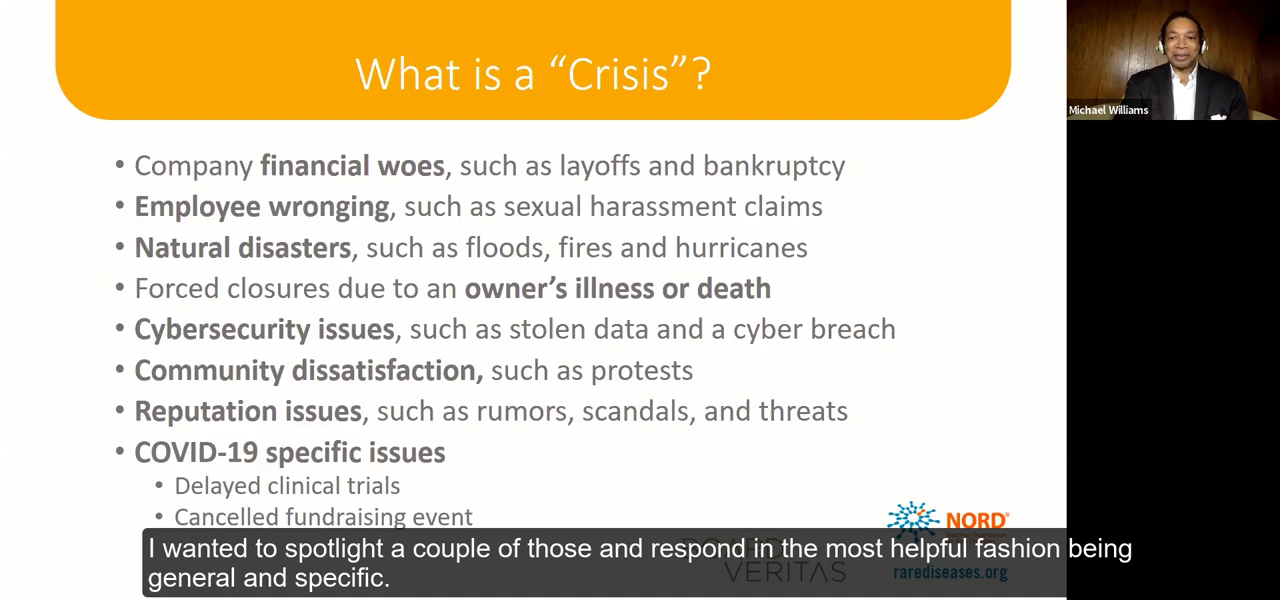 What is a “Crisis”?
• Company financial woes, such as layoffs and bankruptcy
• Employee wronging, such as sexual harassment claims
• Natural disasters, such as floods, fires and hurricanes
• Forced closures due to an owner’s illness or death
• Cybersecurity issues, such as stolen data and a cyber breach
• Community dissatisfaction, such as protests
• Reputation issues, such as rumors, scandals, and threats
• COVID-19 specific issues
• Delayed clinical trials
• Cancelled fundraising event
Michael Williams
NORD®
VERITAS
rarediseases.org
I wanted to spotlight a couple of those and respond in the most helpful fashion being
general and specific.